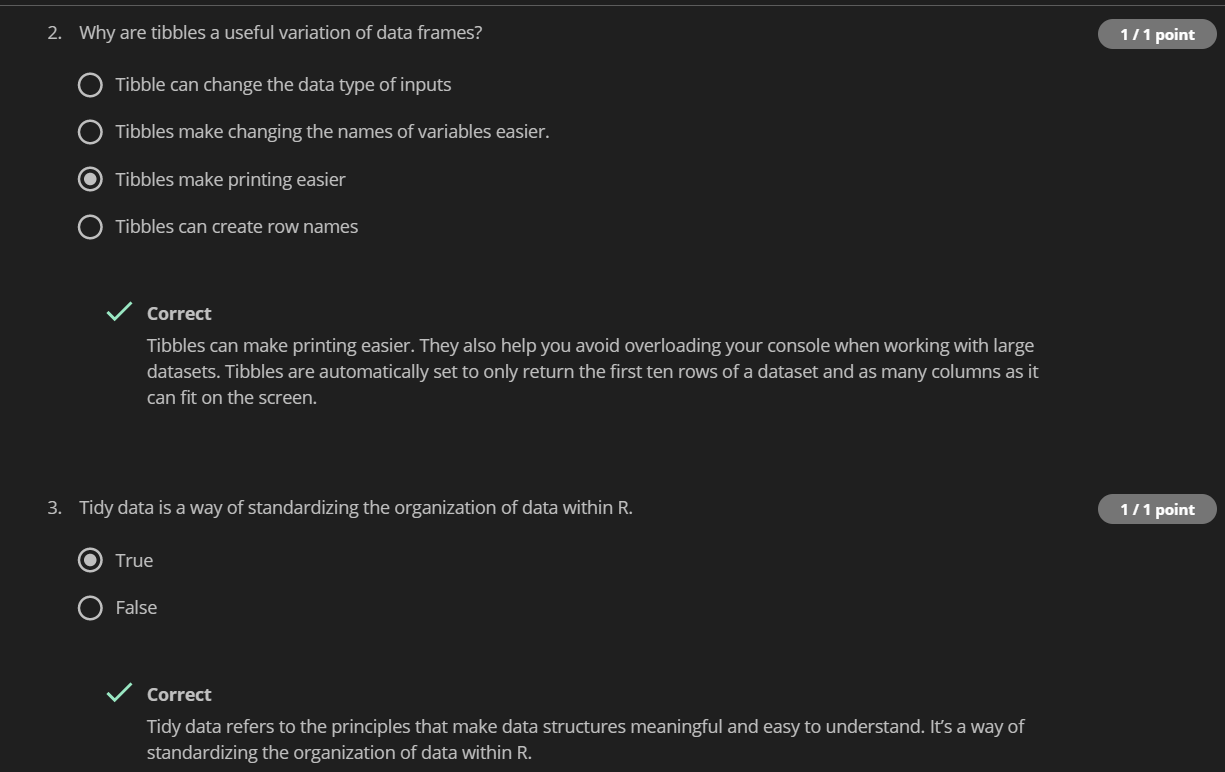 2. Why are tibbles a useful variation of data frames?
1 / 1 point
Tibble can change the data type of inputs
Tibbles make changing the names of variables easier.
Tibbles make printing easier
Tibbles can create row names
Correct
Tibbles can make printing easier. They also help you avoid overloading your console when working with large
datasets. Tibbles are automatically set to only return the first ten rows of a dataset and as many columns as it
can fit on the screen.
3. Tidy data is a way of standardizing the organization of data within R.
1 / 1 point
True
False
Correct
Tidy data refers to the principles that make data structures meaningful and easy to understand. It’s a way of
standardizing the organization of data within R.